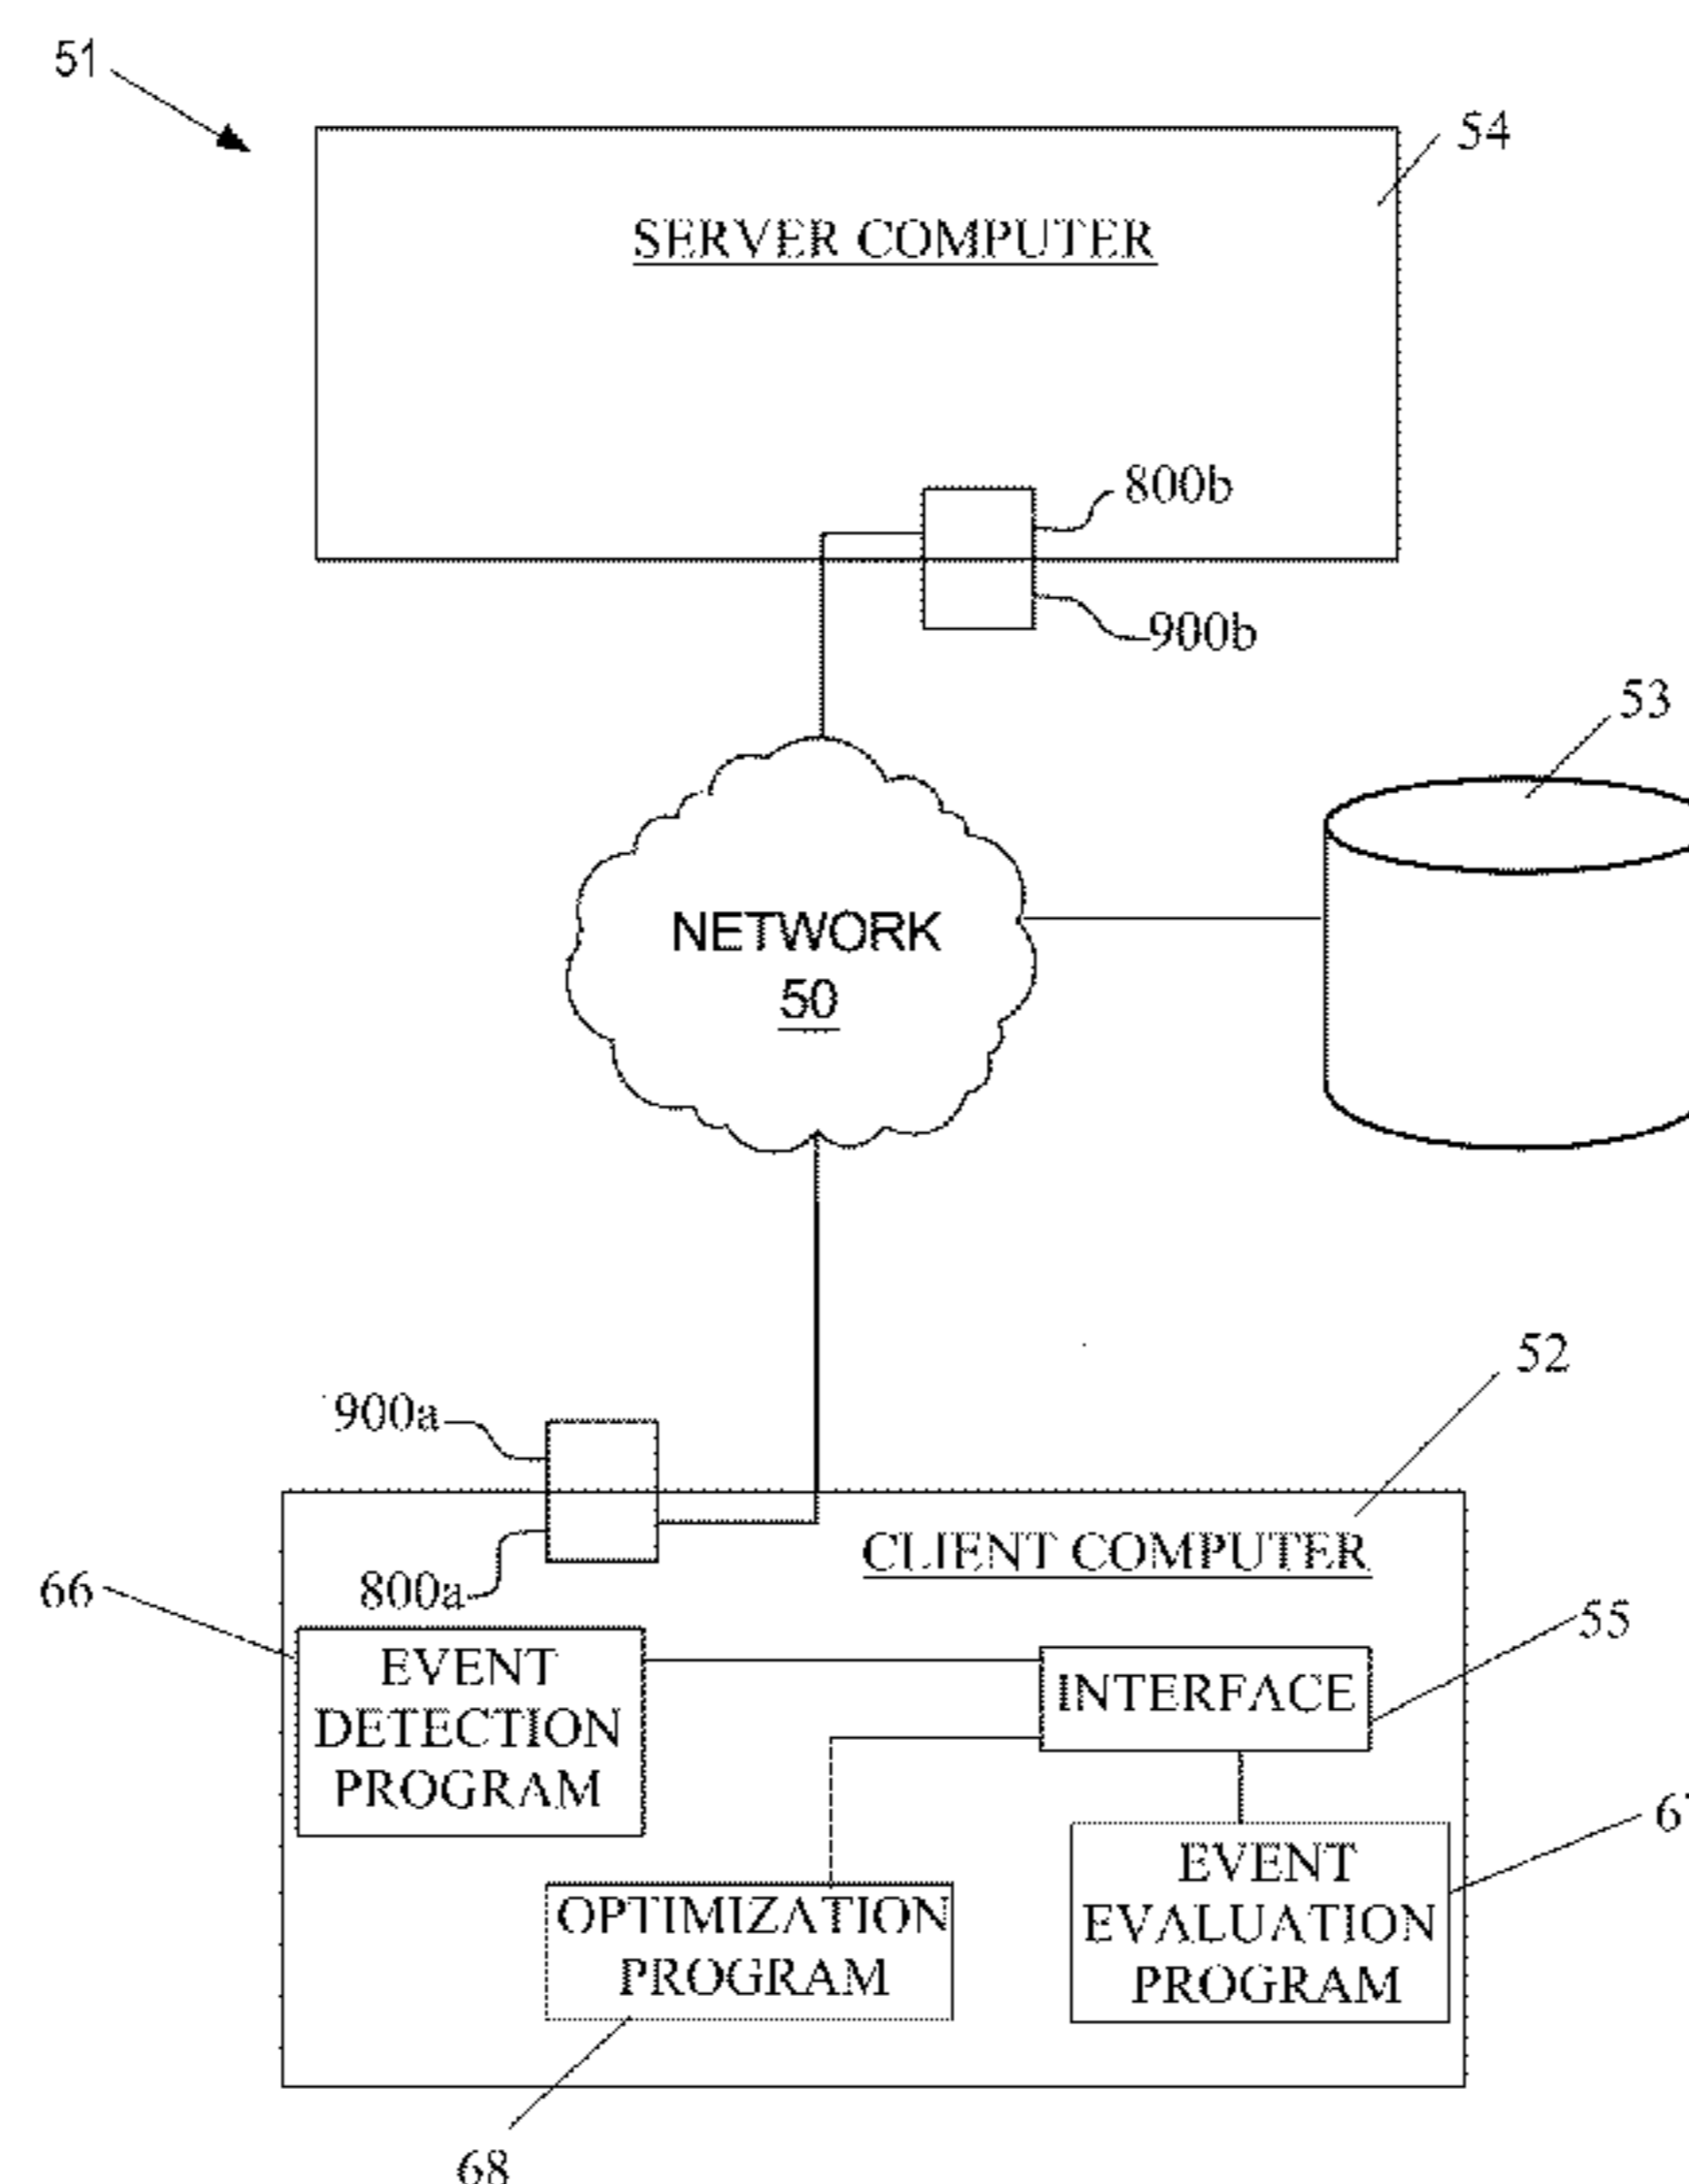 51
54
SERVER COMPUTER
800b
900b
53
NETWORK
50
52
900a
CLIENT COMPUTER
800a
66
55
EVENT
DETECTION
PROGRAM
INTERFACE
EVENT
EVALUATION
PROGRAM
OPTIMIZATION
PROGRAM
68